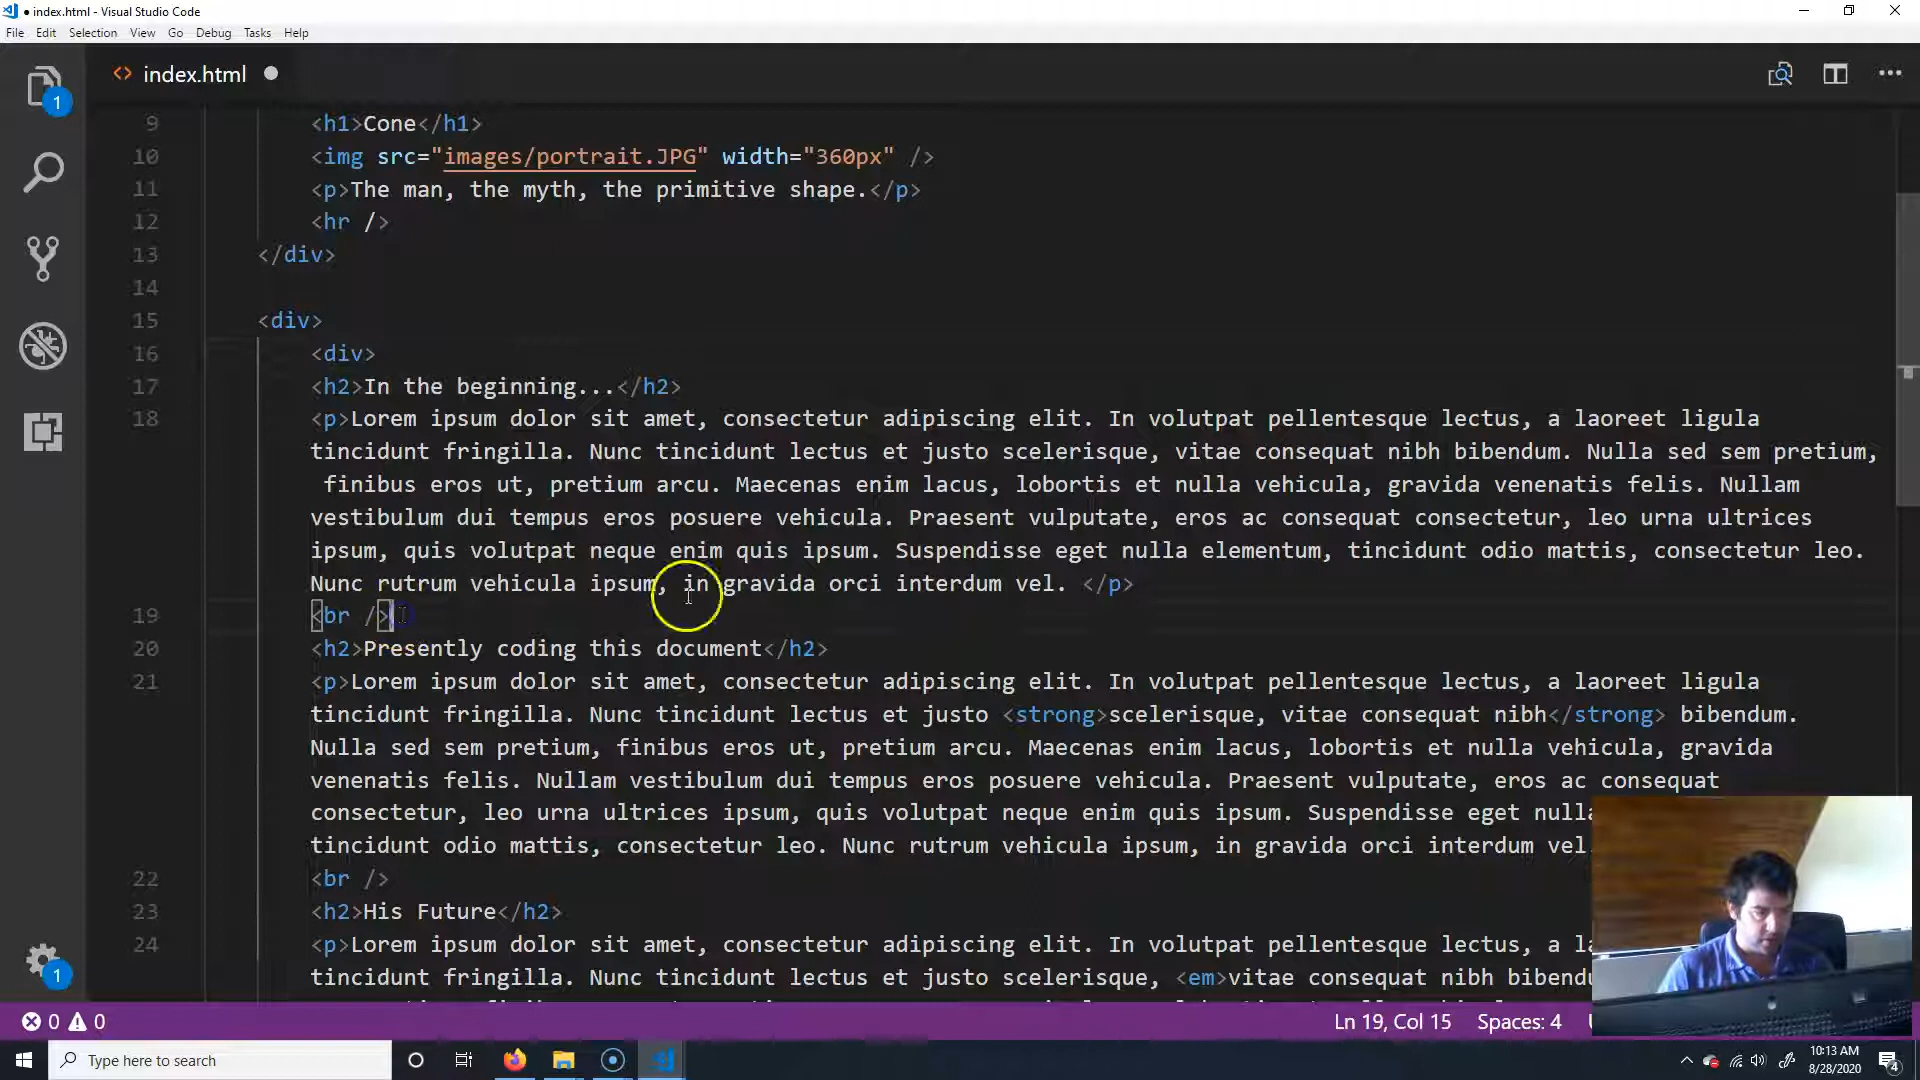 index.html - Visual Studio Code
File Edit Selection View Go Debug Tasks Help
1
<> index.html
9 <h1>Cone</h1>
10 <img src="images/portrait.JPG" width="360px" />
11 <p>The man, the myth, the primitive shape.</p>
12 <hr />
13 </div>
14
15 <div>
16 <div>
17 <h2>In the beginning...</h2>
18 <p>Lorem ipsum dolor sit amet, consectetur adipiscing elit. In volutpat pellentesque lectus, a laoreet ligula
tincidunt fringilla. Nunc tincidunt lectus et justo scelerisque, vitae consequat nibh bibendum. Nulla sed sem pretium,
finibus eros ut, pretium arcu. Maecenas enim lacus, lobortis et nulla vehicula, gravida venenatis felis. Nullam
vestibulum dui tempus eros posuere vehicula. Praesent vulputate, eros ac consequat consectetur, leo urna ultrices
ipsum, quis volutpat neque enim quis ipsum. Suspendisse eget nulla elementum, tincidunt odio mattis, consectetur leo.
Nunc rutrum vehicula ipsum, in gravida orci interdum vel. </p>
19 <br />
20 <h2>Presently coding this document</h2>
21 <p>Lorem ipsum dolor sit amet, consectetur adipiscing elit. In volutpat pellentesque lectus, a laoreet ligula
tincidunt fringilla. Nunc tincidunt lectus et justo <strong>scelerisque, vitae consequat nibh</strong> bibendum.
Nulla sed sem pretium, finibus eros ut, pretium arcu. Maecenas enim lacus, lobortis et nulla vehicula, gravida
venenatis felis. Nullam vestibulum dui tempus eros posuere vehicula. Praesent vulputate, eros ac consequat
consectetur, leo urna ultrices ipsum, quis volutpat neque enim quis ipsum. Suspendisse eget nulla
tincidunt odio mattis, consectetur leo. Nunc rutrum vehicula ipsum, in gravida orci interdum vel.
22 <br />
23 <h2>His Future</h2>
24 <p>Lorem ipsum dolor sit amet, consectetur adipiscing elit. In volutpat pellentesque lectus, a
tincidunt fringilla. Nunc tincidunt lectus et justo scelerisque, <em>vitae consequat nibh
1
0 0 Ln 19, Col 15 Spaces: 4
Type here to search
10:13 AM
8/28/2020
4